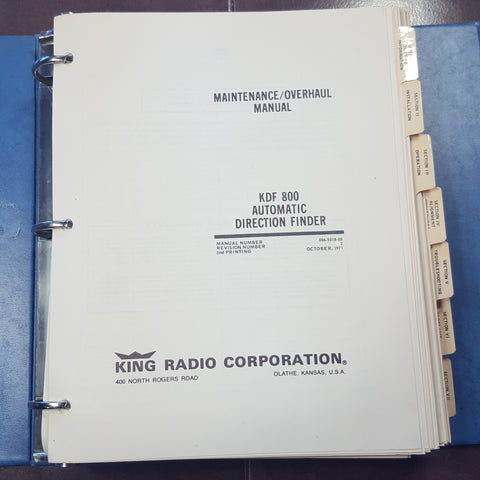 MAINTENANCE/OVERHAUL
MANUAL
KDF 800
AUTOMATIC
DIRECTION FINDER
MANUAL NUMBER
REVISION NUMBER
2nd PRINTING OCTOBER, 1971
KING RADIO CORPORATION®
400 NORTH ROGERS ROAD OLATHE, KANSAS, U.S.A.
SECTION II
INSTALLATION
SECTION III
OPERATION
SECTION IV
ALIGNMENT
SECTION V
TROUBLESHOOTING
SECTION VI
SECTION VII